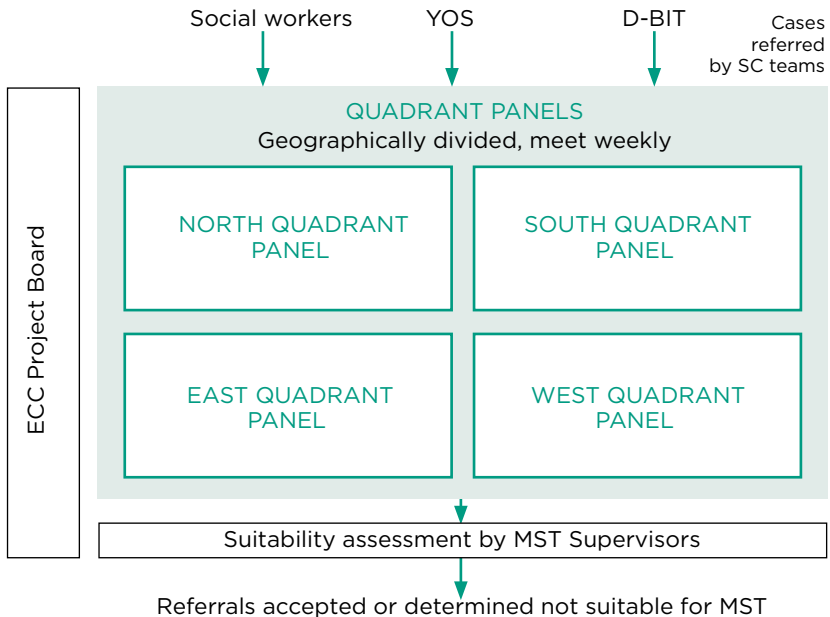 Social workers
YOS
D-BIT
Cases
referred
by SC teams
ECC Project Board
QUADRANT PANELS
Geographically divided, meet weekly
NORTH QUADRANT
PANEL
SOUTH QUADRANT
PANEL
EAST QUADRANT
PANEL
WEST QUADRANT
PANEL
Suitability assessment by MST Supervisors
Referrals accepted or determined not suitable for MST